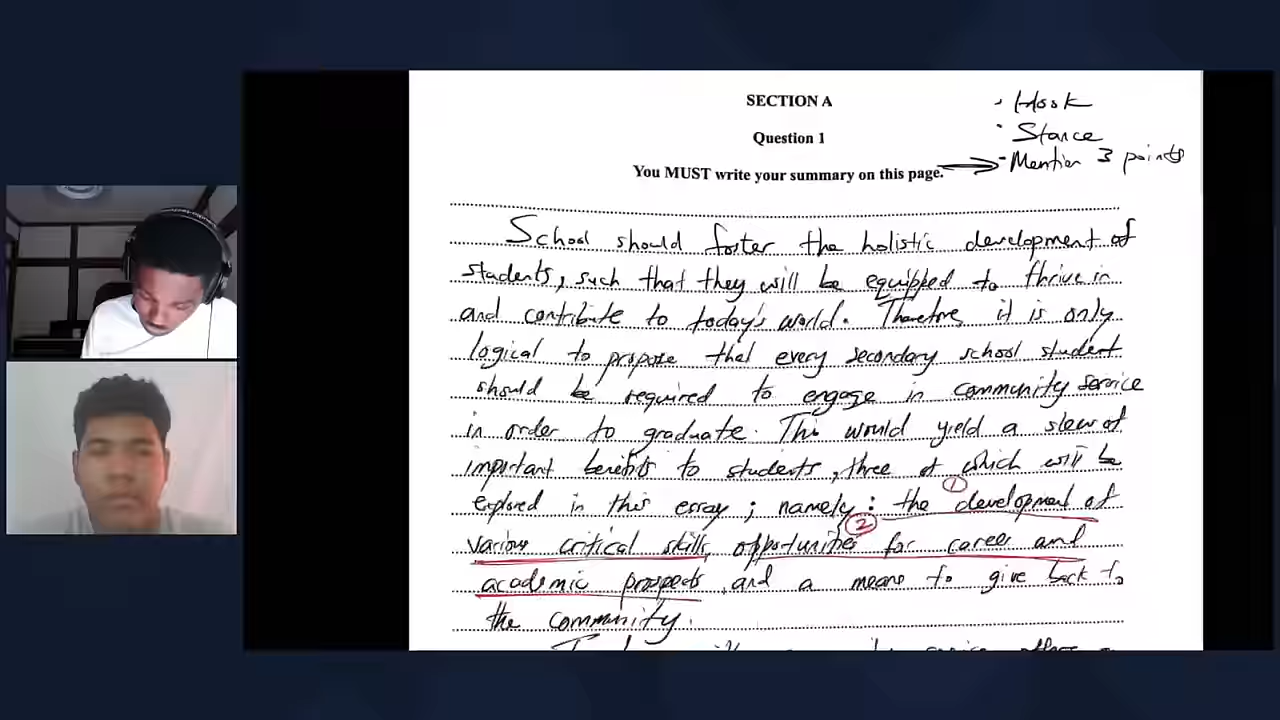 SECTION A
Question 1
You MUST write your summary on this page.
· Hook
· Stance
- Mention 3 points
School should foster the holistic development of
students, such that they will be equipped to thrive in
and contribute to today's world. Therefore, it is only
logical to propose that every secondary school student
should be required to engage in community service
in order to graduate. This would yield a slew of
important benefits to students, three of which will be
explored in this essay; namely: the development of
various critical skills, opportunities for career and
academic prospects, and a means to give back to
the community.
1
2